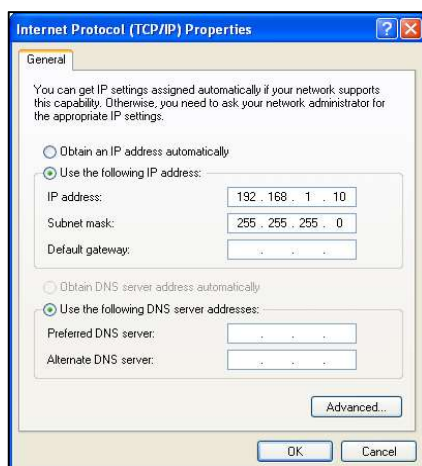 Internet Protocol (TCP/IP) Properties
General
You can get IP settings assigned automatically if your network supports
this capability. Otherwise, you need to ask your network administrator for
the appropriate IP settings.
Obtain an IP address automatically
Use the following IP address:
IP address: 192 . 168 . 1 . 10
Subnet mask: 255 . 255 . 255 . 0
Default gateway: . . .
Obtain DNS server address automatically
Use the following DNS server addresses:
Preferred DNS server: . . .
Alternate DNS server: . . .
Advanced...
OK Cancel